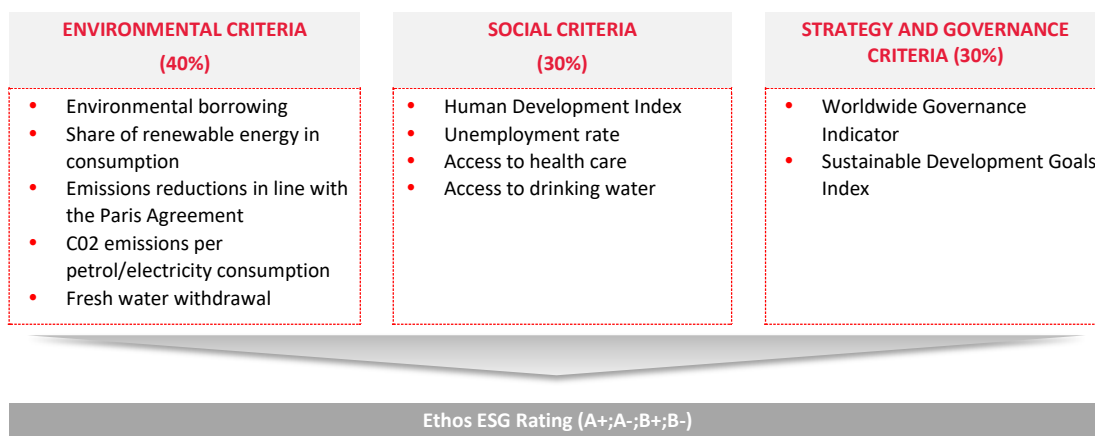 ENVIRONMENTAL CRITERIA
(40%)
• Environmental borrowing
• Share of renewable energy in
consumption
• Emissions reductions in line with
the Paris Agreement
• C02 emissions per
petrol/electricity consumption
• Fresh water withdrawal
SOCIAL CRITERIA
(30%)
• Human Development Index
• Unemployment rate
• Access to health care
• Access to drinking water
STRATEGY AND GOVERNANCE
CRITERIA (30%)
• Worldwide Governance
Indicator
• Sustainable Development Goals
Index
Ethos ESG Rating (A+;A-;B+;B-)